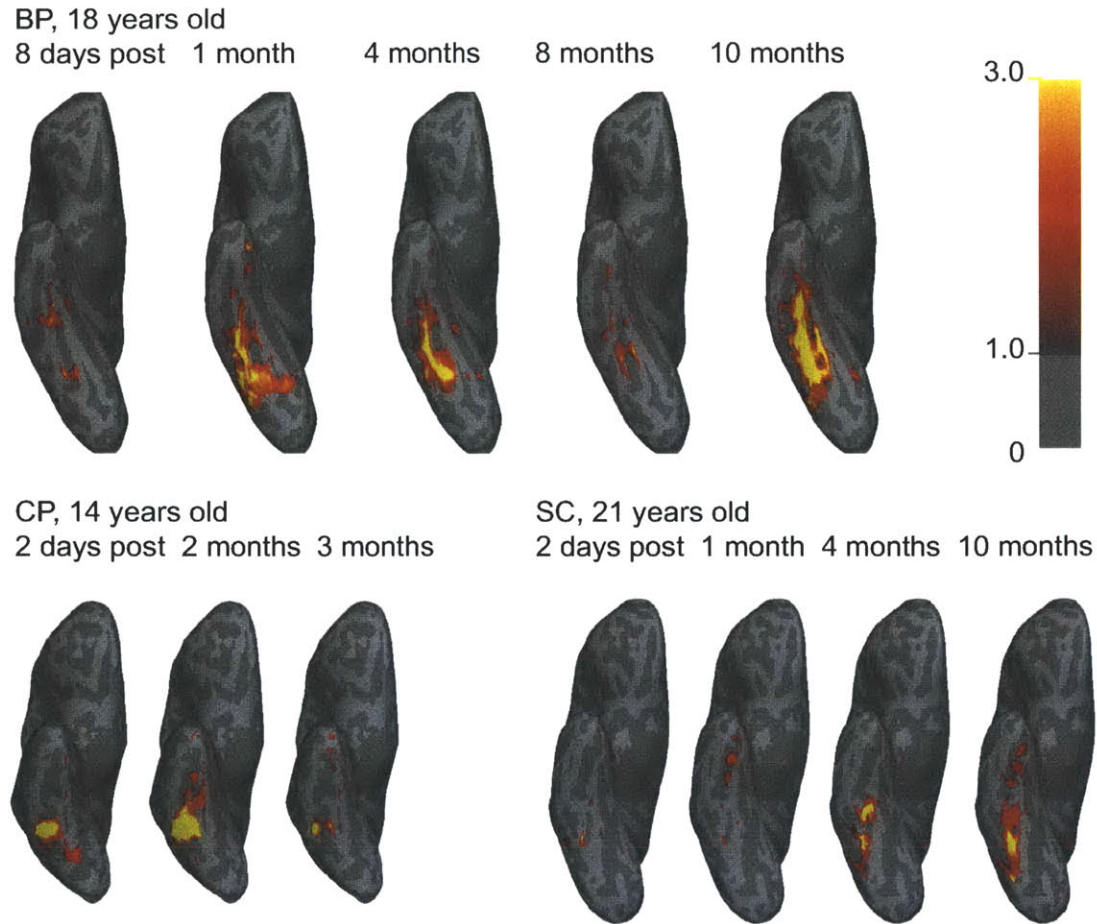 BP, 18 years old
8 days post 1 month 4 months 8 months 10 months
3.0
1.0
0
CP, 14 years old
2 days post 2 months 3 months
SC, 21 years old
2 days post 1 month 4 months 10 months